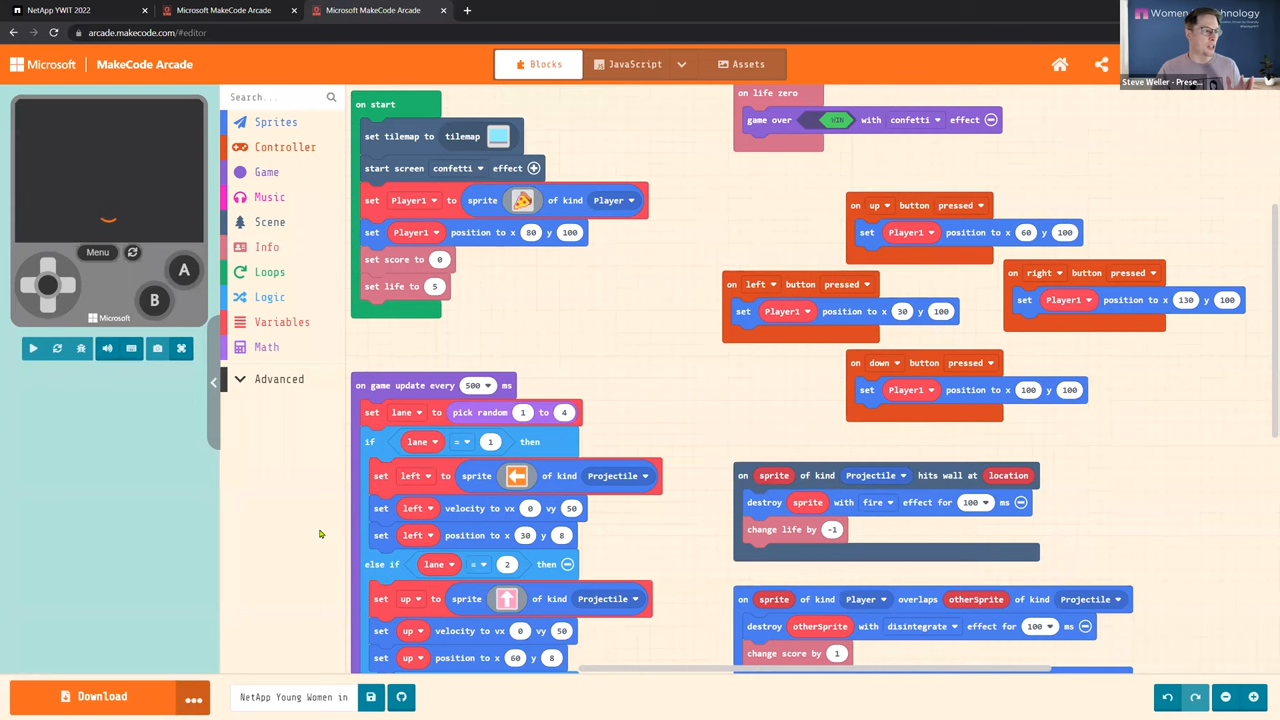 NetApp YWIT 2022
Microsoft MakeCode Arcade
Microsoft MakeCode Arcade
arcade.makecode.com/#editor
Women Technology
Steve Weller - Prese...
Microsoft
MakeCode Arcade
Blocks
JavaScript
Assets
Menu
A
B
Microsoft
Search...
Sprites
Controller
Game
Music
Scene
Info
Loops
Logic
Variables
Math
Advanced
on start
set tilemap to tilemap
start screen confetti effect
set Player1 to sprite of kind Player
set Player1 position to x 80 y 100
set score to 0
set life to 5
on game update every 500 ms
set lane to pick random 1 to 4
if lane = 1 then
set left to sprite of kind Projectile
set left velocity to vx 0 vy 50
set left position to x 30 y 8
else if lane = 2 then
set up to sprite of kind Projectile
set up velocity to vx 0 vy 50
set up position to x 60 y 8
on life zero
game over WIN with confetti effect
on up button pressed
set Player1 position to x 60 y 100
on left button pressed
set Player1 position to x 30 y 100
on right button pressed
set Player1 position to x 130 y 100
on down button pressed
set Player1 position to x 100 y 100
on sprite of kind Projectile hits wall at location
destroy sprite with fire effect for 100 ms
change life by -1
on sprite of kind Player overlaps otherSprite of kind Projectile
destroy otherSprite with disintegrate effect for 100 ms
change score by 1
Download
NetApp Young Women in